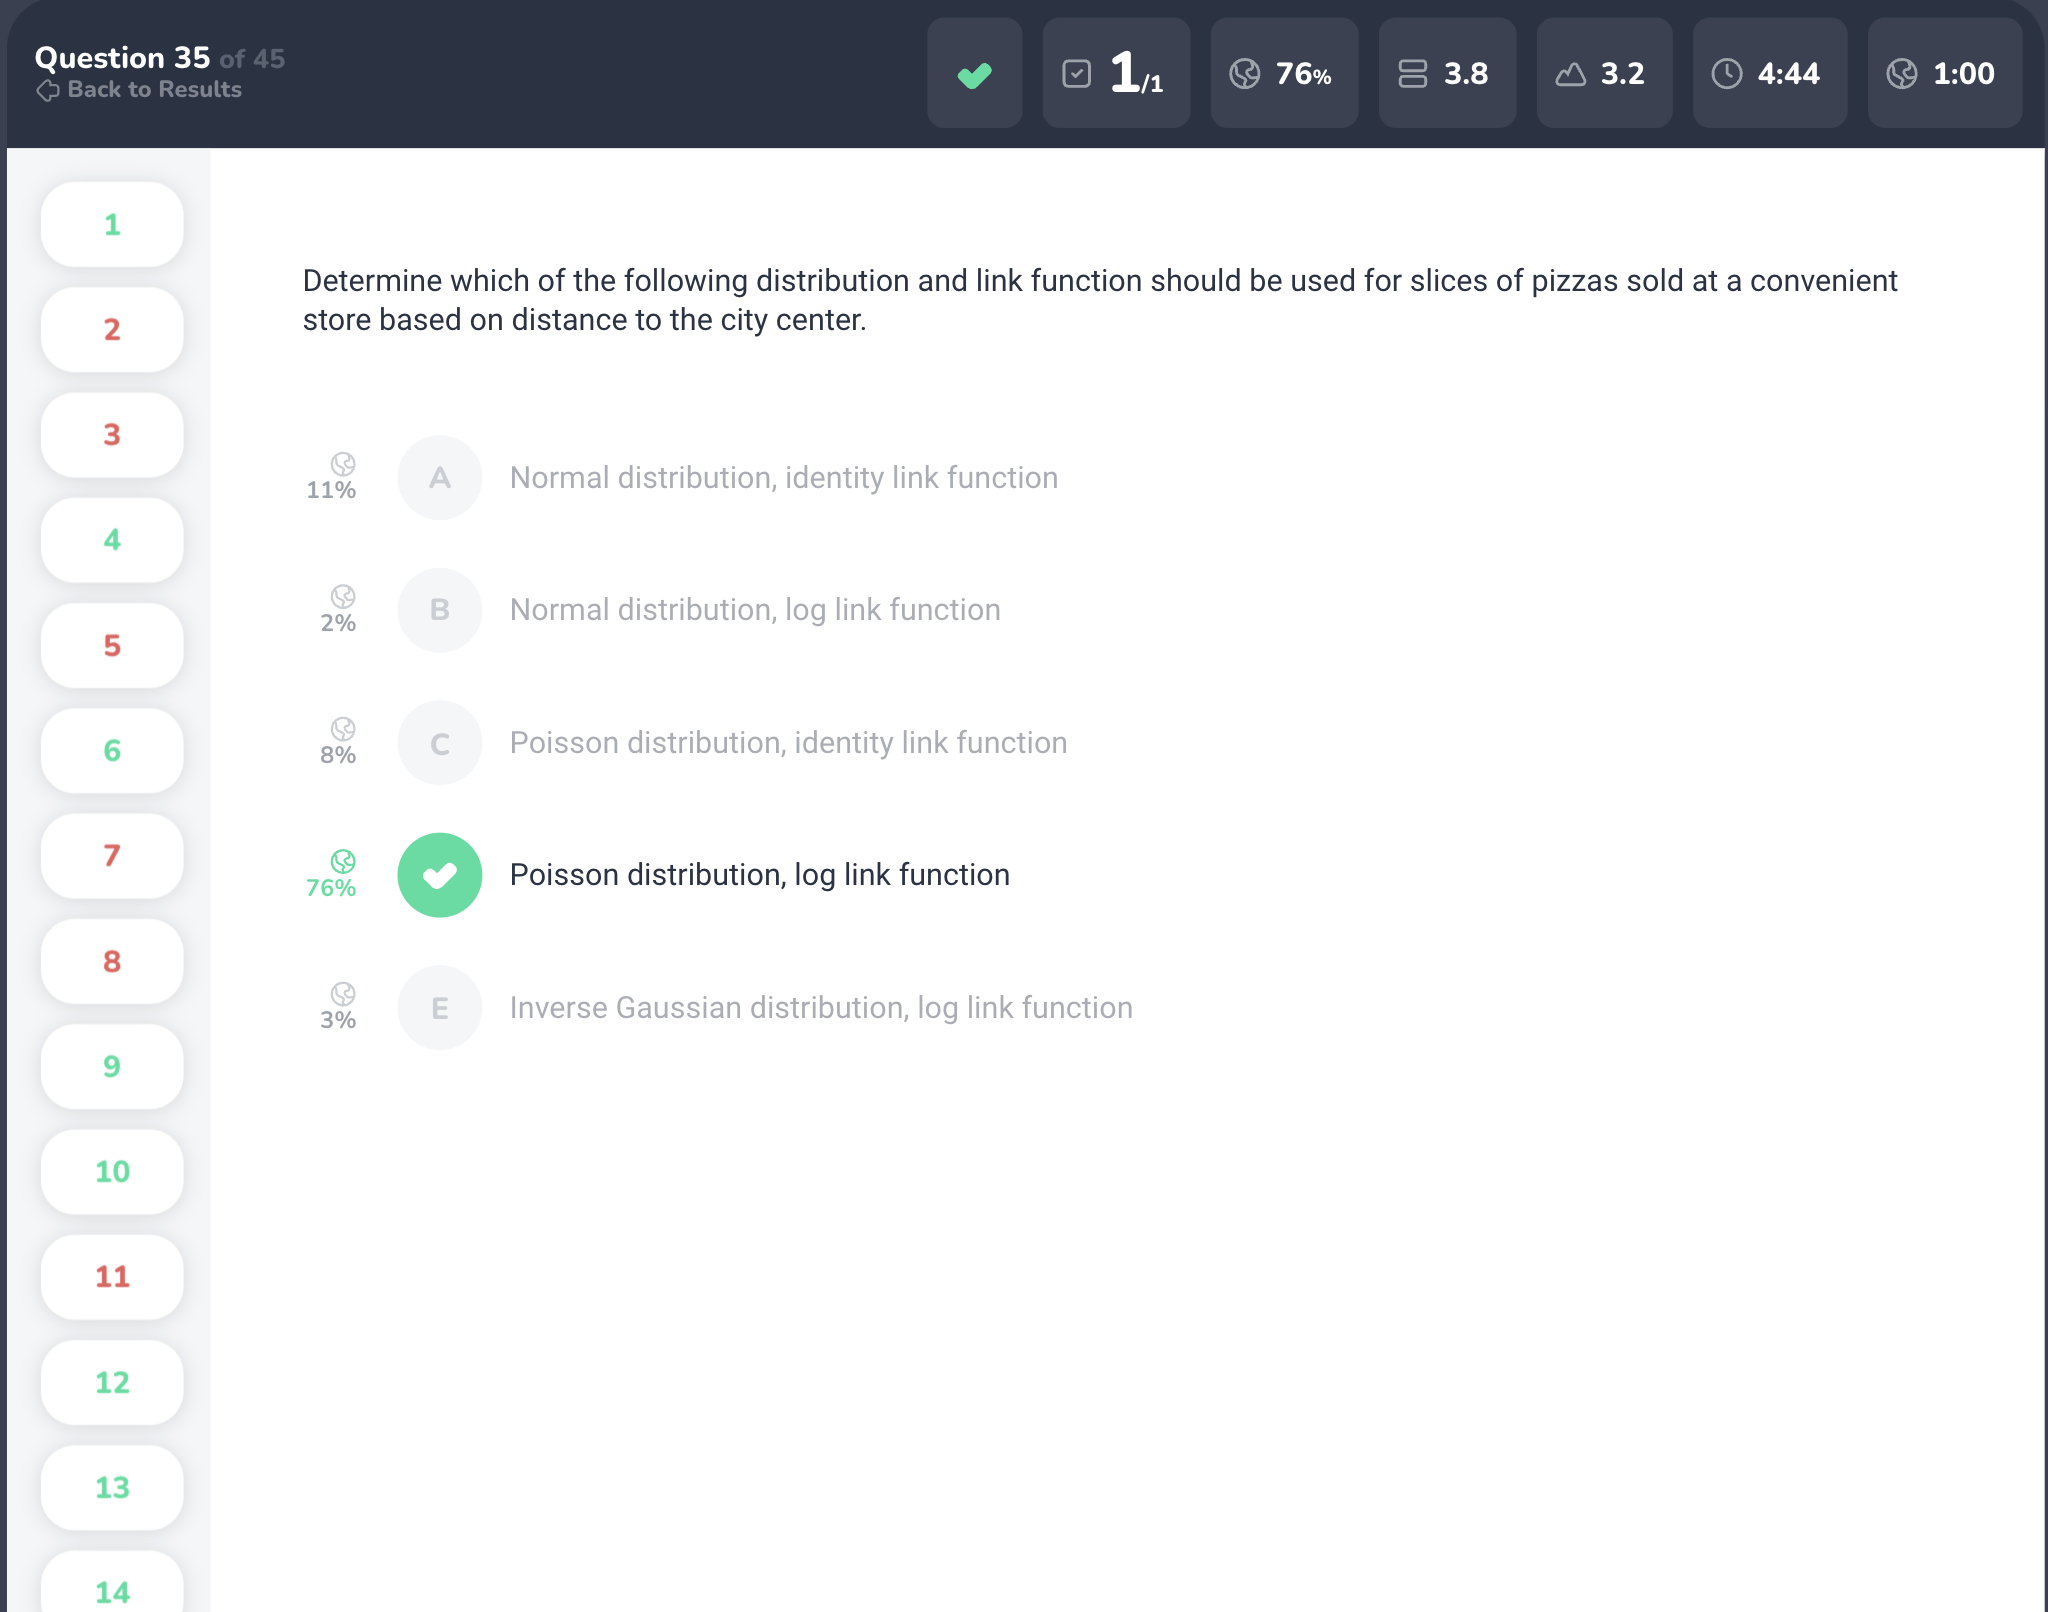 Question 35 of 45
Back to Results
1/1
76%
3.8
3.2
4:44
1:00
1
2
3
4
5
6
7
8
9
10
11
12
13
14
Determine which of the following distribution and link function should be used for slices of pizzas sold at a convenient
store based on distance to the city center.
11%
A
Normal distribution, identity link function
2%
B
Normal distribution, log link function
8%
C
Poisson distribution, identity link function
76%
Poisson distribution, log link function
3%
E
Inverse Gaussian distribution, log link function